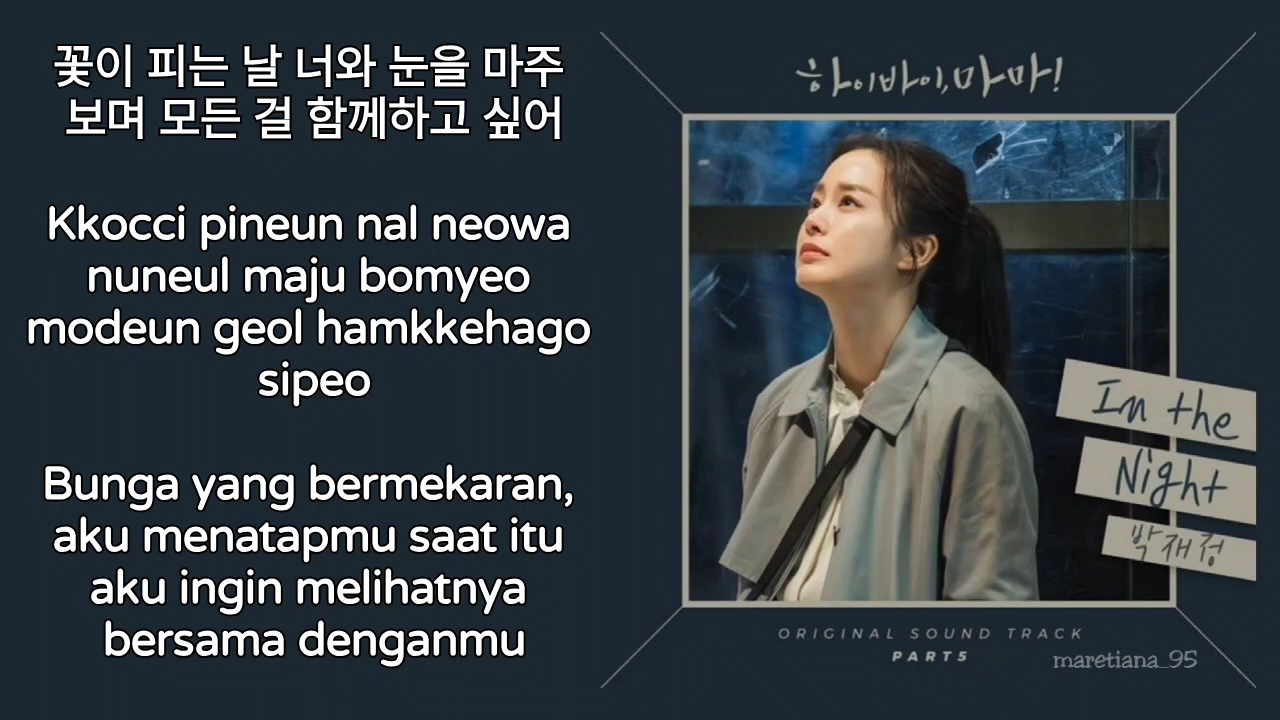 꽃이 피는 날 너와 눈을 마주
보며 모든 걸 함께하고 싶어
Kkocci pineun nal neowa
nuneul maju bomyeo
modeun geol hamkkehago
sipeo
Bunga yang bermekaran,
aku menatapmu saat itu
aku ingin melihatnya
bersama denganmu
하이바이,마마!
In the
Night
박재정
ORIGINAL SOUND TRACK
PART5
maretiana_95